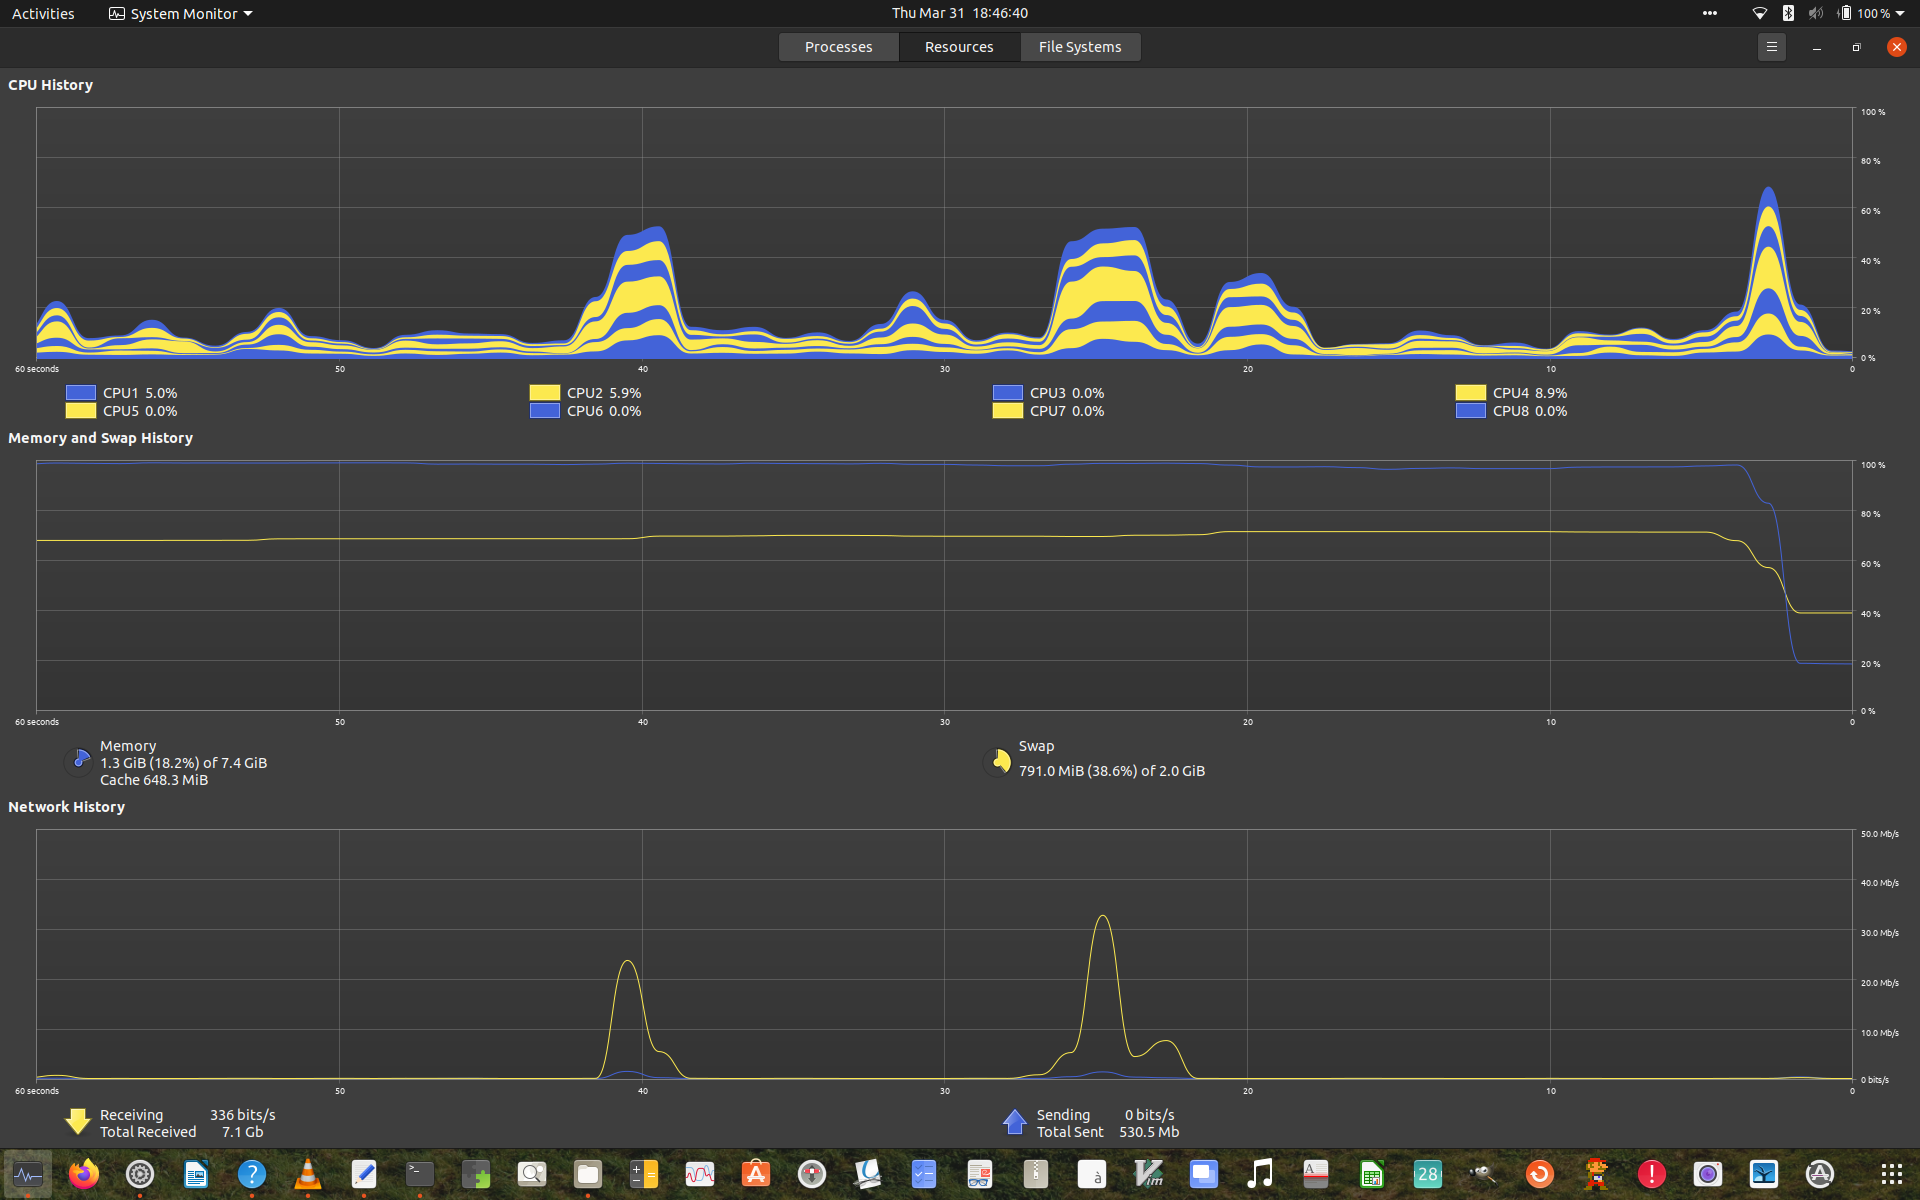 Activities System Monitor Thu Mar 31 18:46:40 100 %
Processes Resources File Systems
CPU History
100 %
80 %
60 %
40 %
20 %
0 %
60 seconds 50 40 30 20 10 0
CPU1 5.0% CPU2 5.9% CPU3 0.0% CPU4 8.9%
CPU5 0.0% CPU6 0.0% CPU7 0.0% CPU8 0.0%
Memory and Swap History
100 %
80 %
60 %
40 %
20 %
0 %
60 seconds 50 40 30 20 10 0
Memory
1.3 GiB (18.2%) of 7.4 GiB
Cache 648.3 MiB
Swap
791.0 MiB (38.6%) of 2.0 GiB
Network History
50.0 Mb/s
40.0 Mb/s
30.0 Mb/s
20.0 Mb/s
10.0 Mb/s
0 bits/s
60 seconds 50 40 30 20 10 0
Receiving 336 bits/s Sending 0 bits/s
Total Received 7.1 Gb Total Sent 530.5 Mb
? >_ A à Vim A 28 !